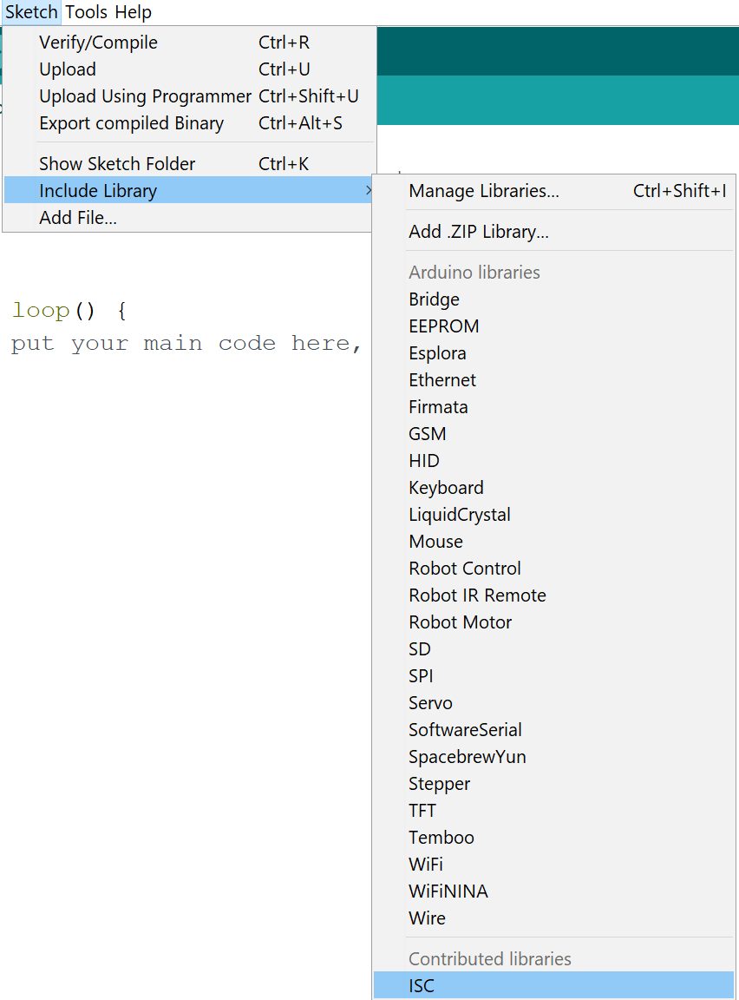 Sketch Tools Help
Verify/Compile Ctrl+R
Upload Ctrl+U
Upload Using Programmer Ctrl+Shift+U
Export compiled Binary Ctrl+Alt+S
Show Sketch Folder Ctrl+K
Include Library
Add File...
Manage Libraries... Ctrl+Shift+I
Add .ZIP Library...
Arduino libraries
Bridge
EEPROM
Esplora
Ethernet
Firmata
GSM
HID
Keyboard
LiquidCrystal
Mouse
Robot Control
Robot IR Remote
Robot Motor
SD
SPI
Servo
SoftwareSerial
SpacebrewYun
Stepper
TFT
Temboo
WiFi
WiFiNINA
Wire
Contributed libraries
ISC
loop() {
put your main code here,